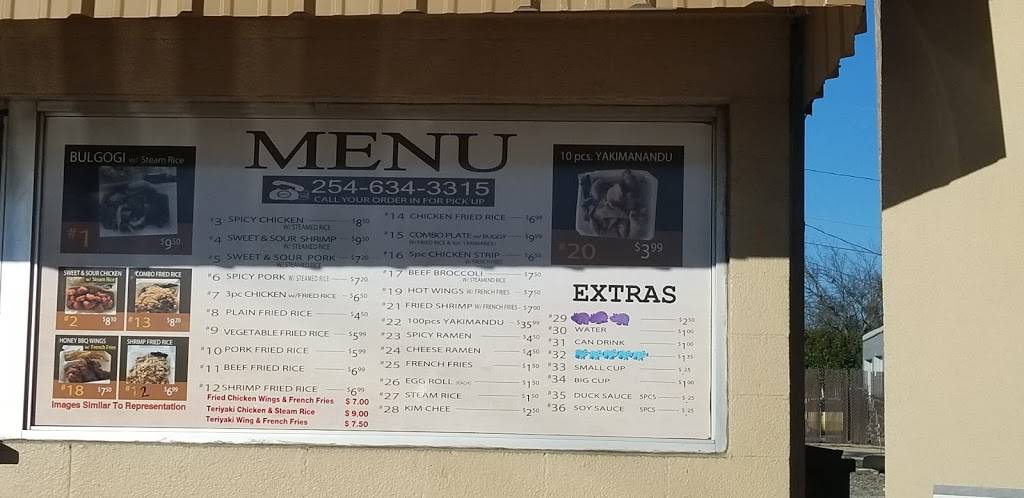 MENU
254-634-3315
CALL YOUR ORDER IN FOR PICK UP
BULGOGI w/ Steam Rice
#1 $9.50
SWEET & SOUR CHICKEN
w/ Steam Rice
#2
COMBO FRIED RICE
#13 $8.20
HONEY BBQ WINGS
w/ French Fries
#18 $7.50
SHRIMP FRIED RICE
#12 $6.99
Images Similar To Representation
#3 SPICY CHICKEN $8.50
W/ STEAMED RICE
#4 SWEET & SOUR SHRIMP $9.50
W/ STEAMED RICE
#5 SWEET & SOUR PORK $7.20
W/ STEAMED RICE
#6 SPICY PORK W/ STEAMED RICE $7.20
#7 3pc CHICKEN W/FRIED RICE $6.50
#8 PLAIN FRIED RICE $4.50
#9 VEGETABLE FRIED RICE $5.99
#10 PORK FRIED RICE $5.99
#11 BEEF FRIED RICE $6.99
#12 SHRIMP FRIED RICE $6.99
Fried Chicken Wings & French Fries $ 7.00
Teriyaki Chicken & Steam Rice $ 9.00
Teriyaki Wing & French Fries $ 7.50
#14 CHICKEN FRIED RICE $6.99
#15 COMBO PLATE W/ BUGGY $9.99
#16 5pc CHICKEN STRIP $6.50
W/ FRENCH FRIES
#17 BEEF BROCCOLI $7.50
W/ STEAMEND RICE
#19 HOT WINGS W/ FRENCH FRIES $7.50
#21 FRIED SHRIMP W/ FRENCH FRIES $7.00
#22 100pcs YAKIMANDU $35.99
#23 SPICY RAMEN $4.50
#24 CHEESE RAMEN $4.50
#25 FRENCH FRIES $1.50
#26 EGG ROLL (EACH) $1.50
#27 STEAM RICE $1.50
#28 KIM CHEE $2.50
10 pcs. YAKIMANANDU
#20 $3.99
EXTRAS
#29
#30 WATER $1.00
#31 CAN DRINK $1.00
#32 $1.25
#33 SMALL CUP $.25
#34 BIG CUP $1.00
#35 DUCK SAUCE 5PCS $.25
#36 SOY SAUCE 5PCS $.25